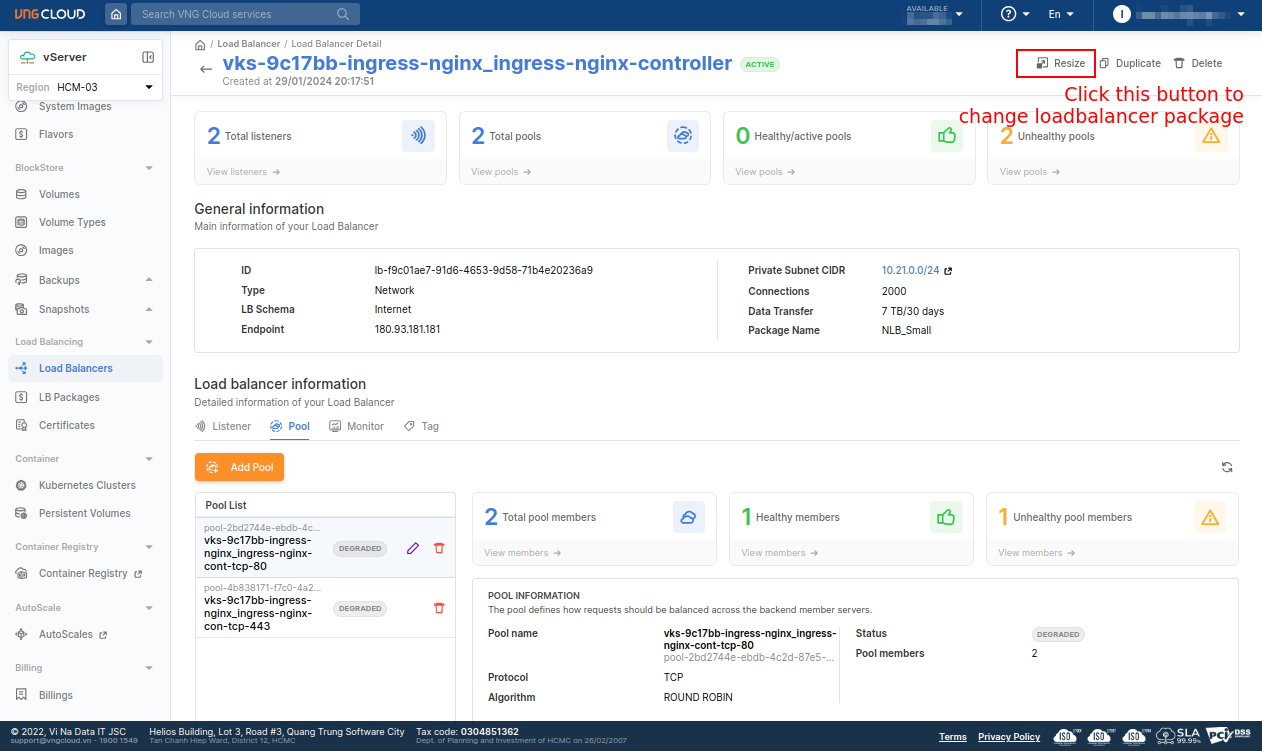 VNGCLOUD
Search VNG Cloud services
AVAILABLE
En
I
vServer
Region HCM-03
System Images
Flavors
BlockStore
Volumes
Volume Types
Images
Backups
Snapshots
Load Balancing
Load Balancers
LB Packages
Certificates
Container
Kubernetes Clusters
Persistent Volumes
Container Registry
Container Registry
AutoScale
AutoScales
Billing
Billings
/ Load Balancer / Load Balancer Detail
vks-9c17bb-ingress-nginx_ingress-nginx-controller ACTIVE
Created at 29/01/2024 20:17:51
Resize Duplicate Delete
Click this button to
change loadbalancer package
2 Total listeners
View listeners
2 Total pools
View pools
0 Healthy/active pools
View pools
2 Unhealthy pools
View pools
General information
Main information of your Load Balancer
ID lb-f9c01ae7-91d6-4653-9d58-71b4e20236a9
Type Network
LB Schema Internet
Endpoint 180.93.181.181
Private Subnet CIDR 10.21.0.0/24
Connections 2000
Data Transfer 7 TB/30 days
Package Name NLB_Small
Load balancer information
Detailed information of your Load Balancer
Listener Pool Monitor Tag
Add Pool
Pool List
pool-2bd2744e-ebdb-4c...
vks-9c17bb-ingress-
nginx_ingress-nginx-
cont-tcp-80
DEGRADED
pool-4b838171-f7c0-4a2...
vks-9c17bb-ingress-
nginx_ingress-nginx-
con-tcp-443
DEGRADED
2 Total pool members
View members
1 Healthy members
View members
1 Unhealthy pool members
View members
POOL INFORMATION
The pool defines how requests should be balanced across the backend member servers.
Pool name vks-9c17bb-ingress-nginx_ingress-
nginx-cont-tcp-80
pool-2bd2744e-ebdb-4c2d-87e5-...
Protocol TCP
Algorithm ROUND ROBIN
Status DEGRADED
Pool members 2
© 2022, Vi Na Data IT JSC
support@vngcloud.vn - 1900 1549
Helios Building, Lot 3, Road #3, Quang Trung Software City
Tan Chanh Hiep Ward, District 12, HCMC
Tax code: 0304851362
Dept. of Planning and Investment of HCMC on 26/02/2007
Terms Privacy Policy
ISO ISO ISO
SLA
99.99%
PCI DSS